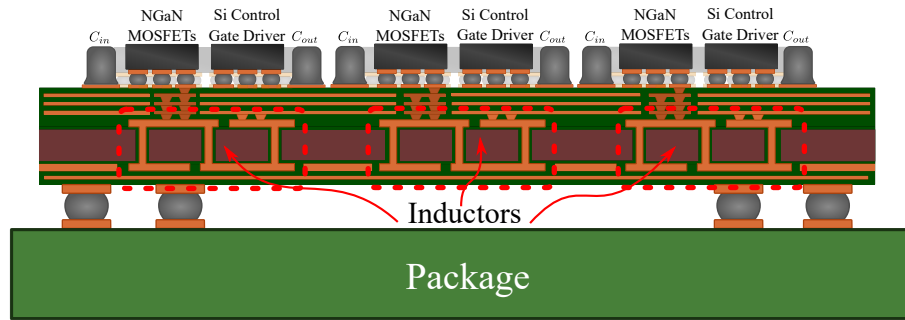 NGaN
MOSFETs
Si Control
Gate Driver
NGaN
MOSFETs
Si Control
Gate Driver
NGaN
MOSFETs
Si Control
Gate Driver
C_in
C_out
C_in
C_out
C_in
C_out
Inductors
Package